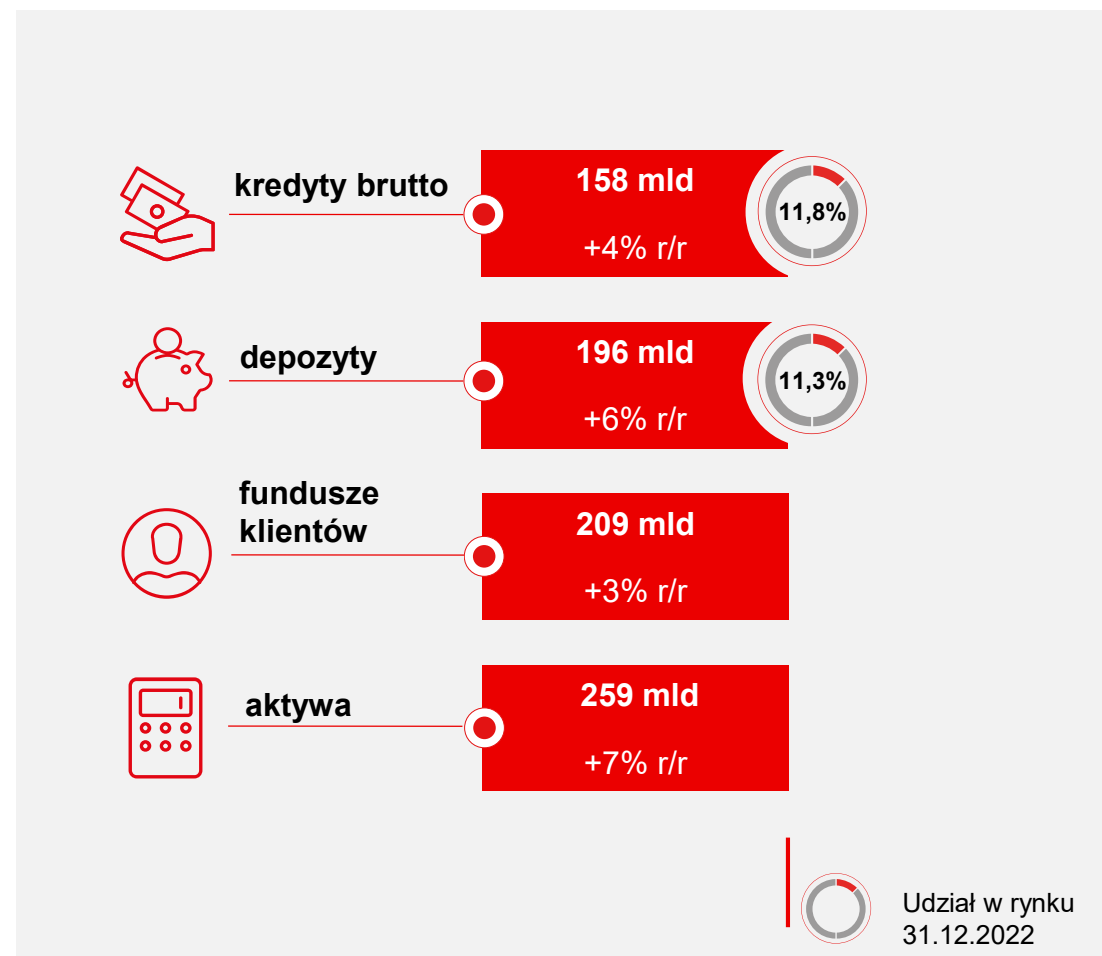 kredyty brutto
158 mld
+4% r/r
11,8%
depozyty
196 mld
+6% r/r
11,3%
fundusze
klientów
209 mld
+3% r/r
aktywa
259 mld
+7% r/r
Udział w rynku
31.12.2022